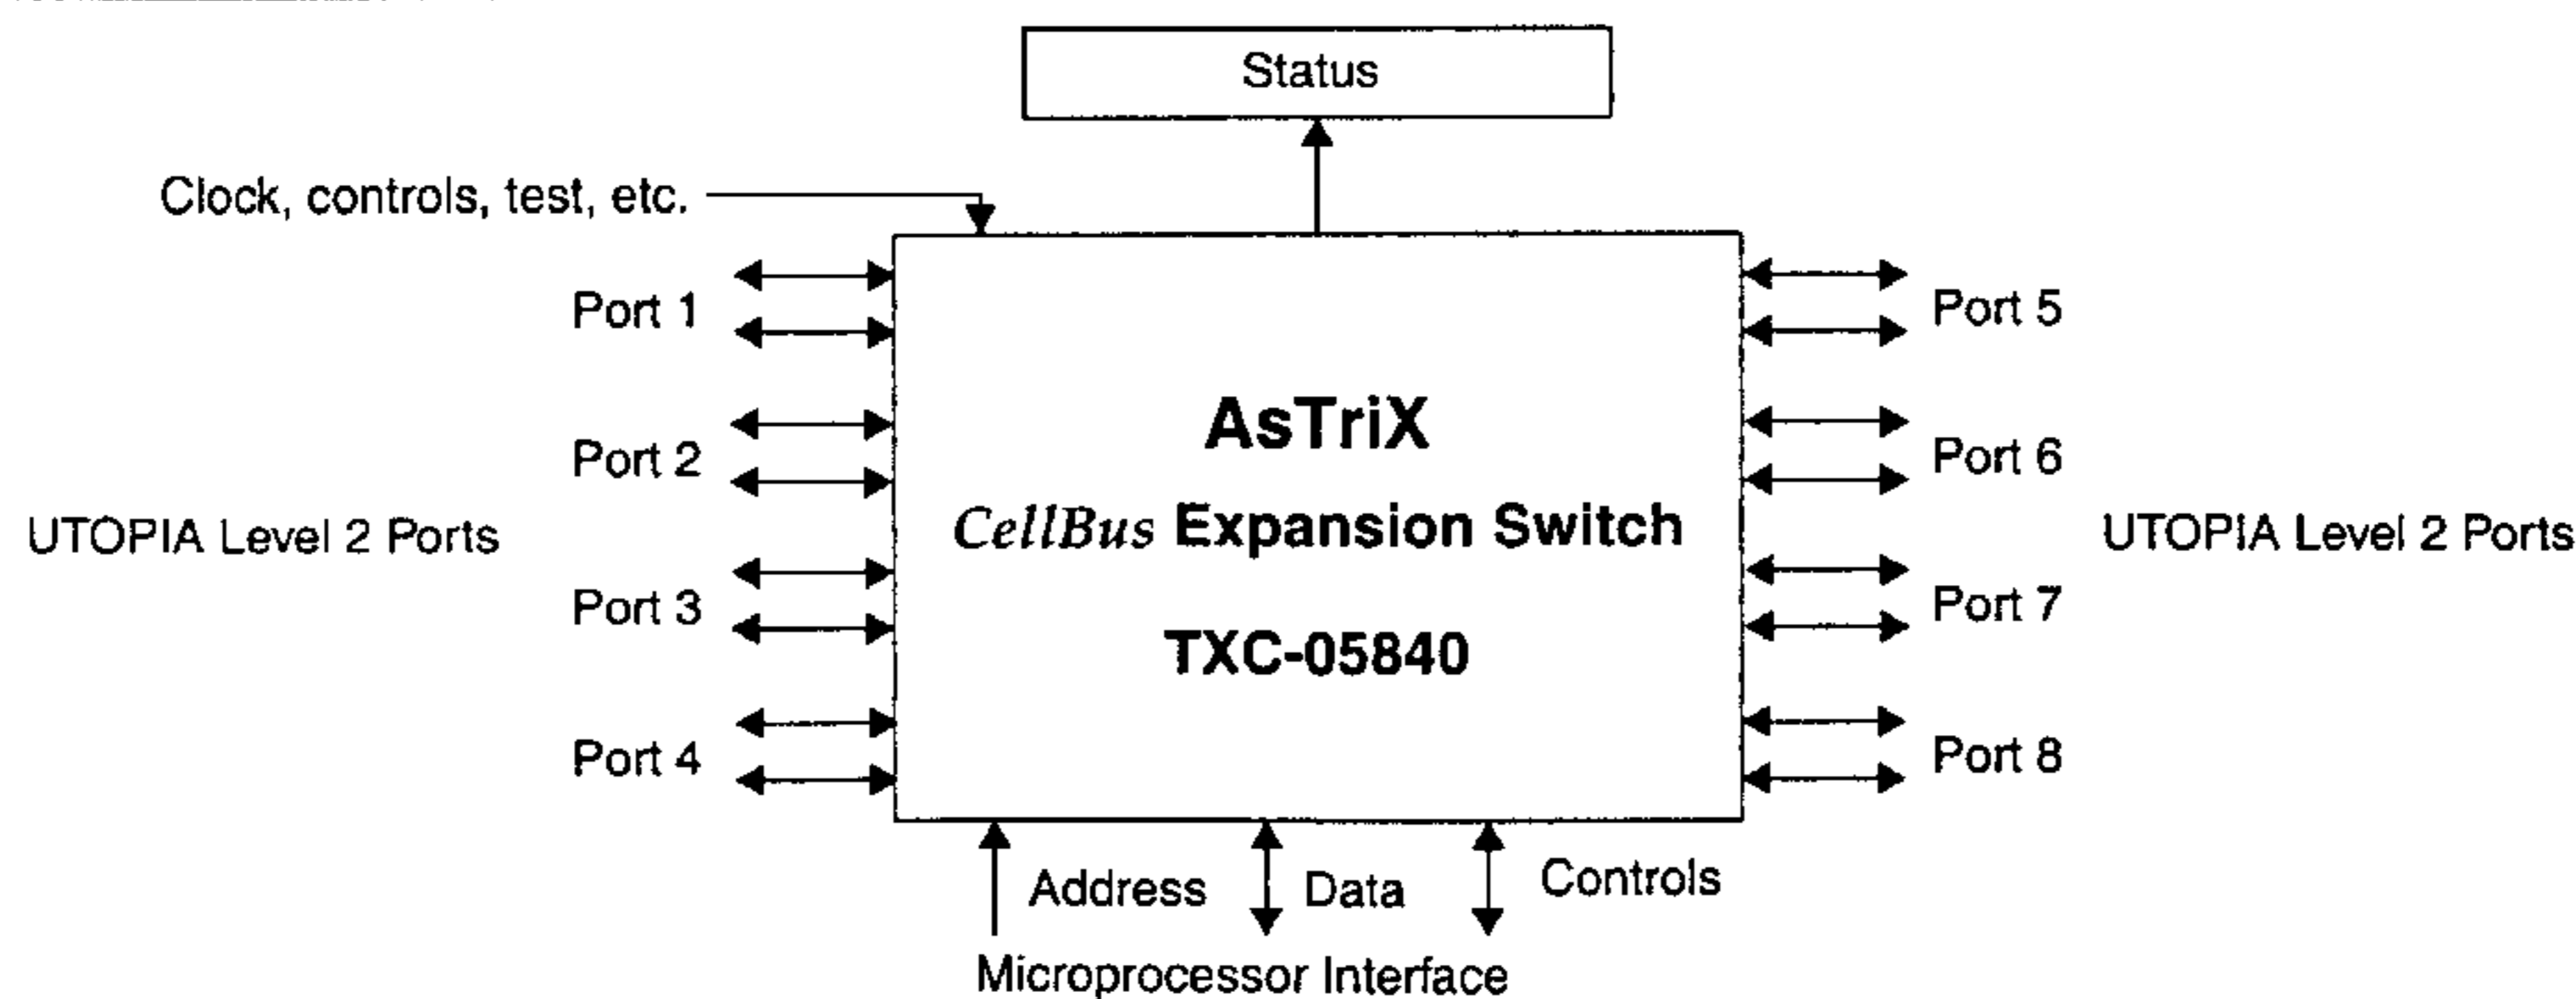 Status
Clock, controls, test, etc.
Port 1
Port 2
Port 3
Port 4
UTOPIA Level 2 Ports
AsTriX
CellBus Expansion Switch
TXC-05840
Port 5
Port 6
Port 7
Port 8
UTOPIA Level 2 Ports
Address
Data
Controls
Microprocessor Interface